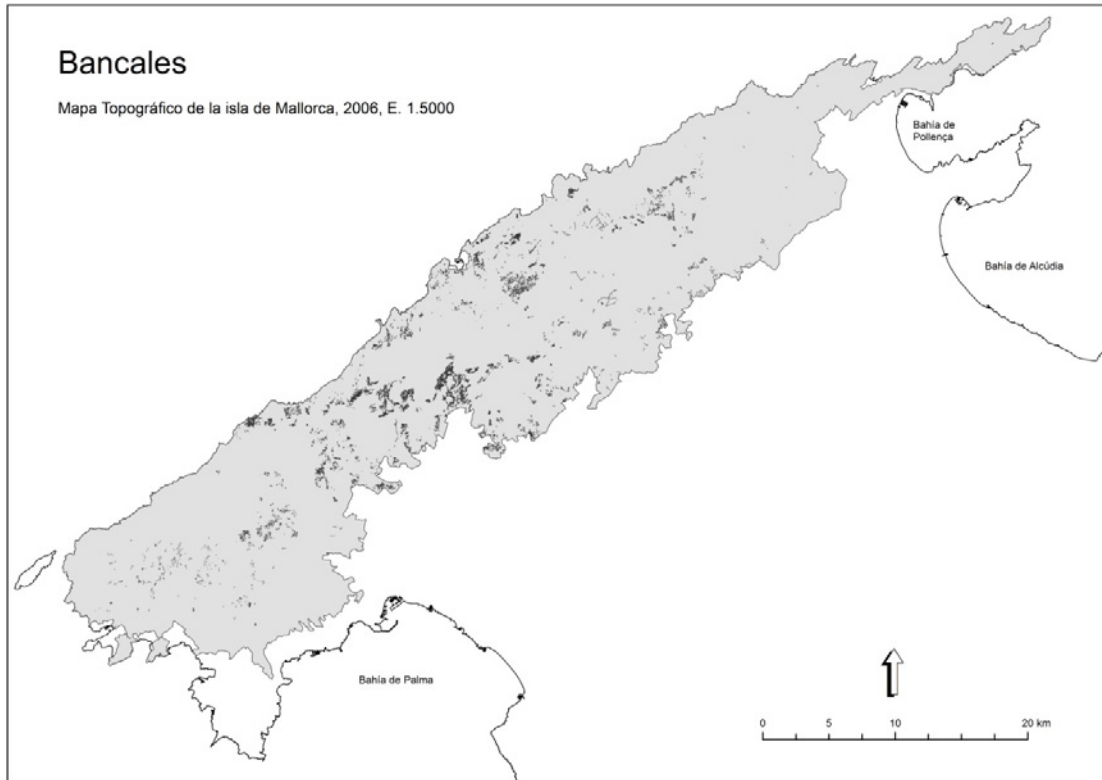 Bancales
Mapa Topográfico de la isla de Mallorca, 2006, E. 1.5000
Bahía de
Pollença
Bahía de Alcúdia
Bahía de Palma
0 5 10 20 km